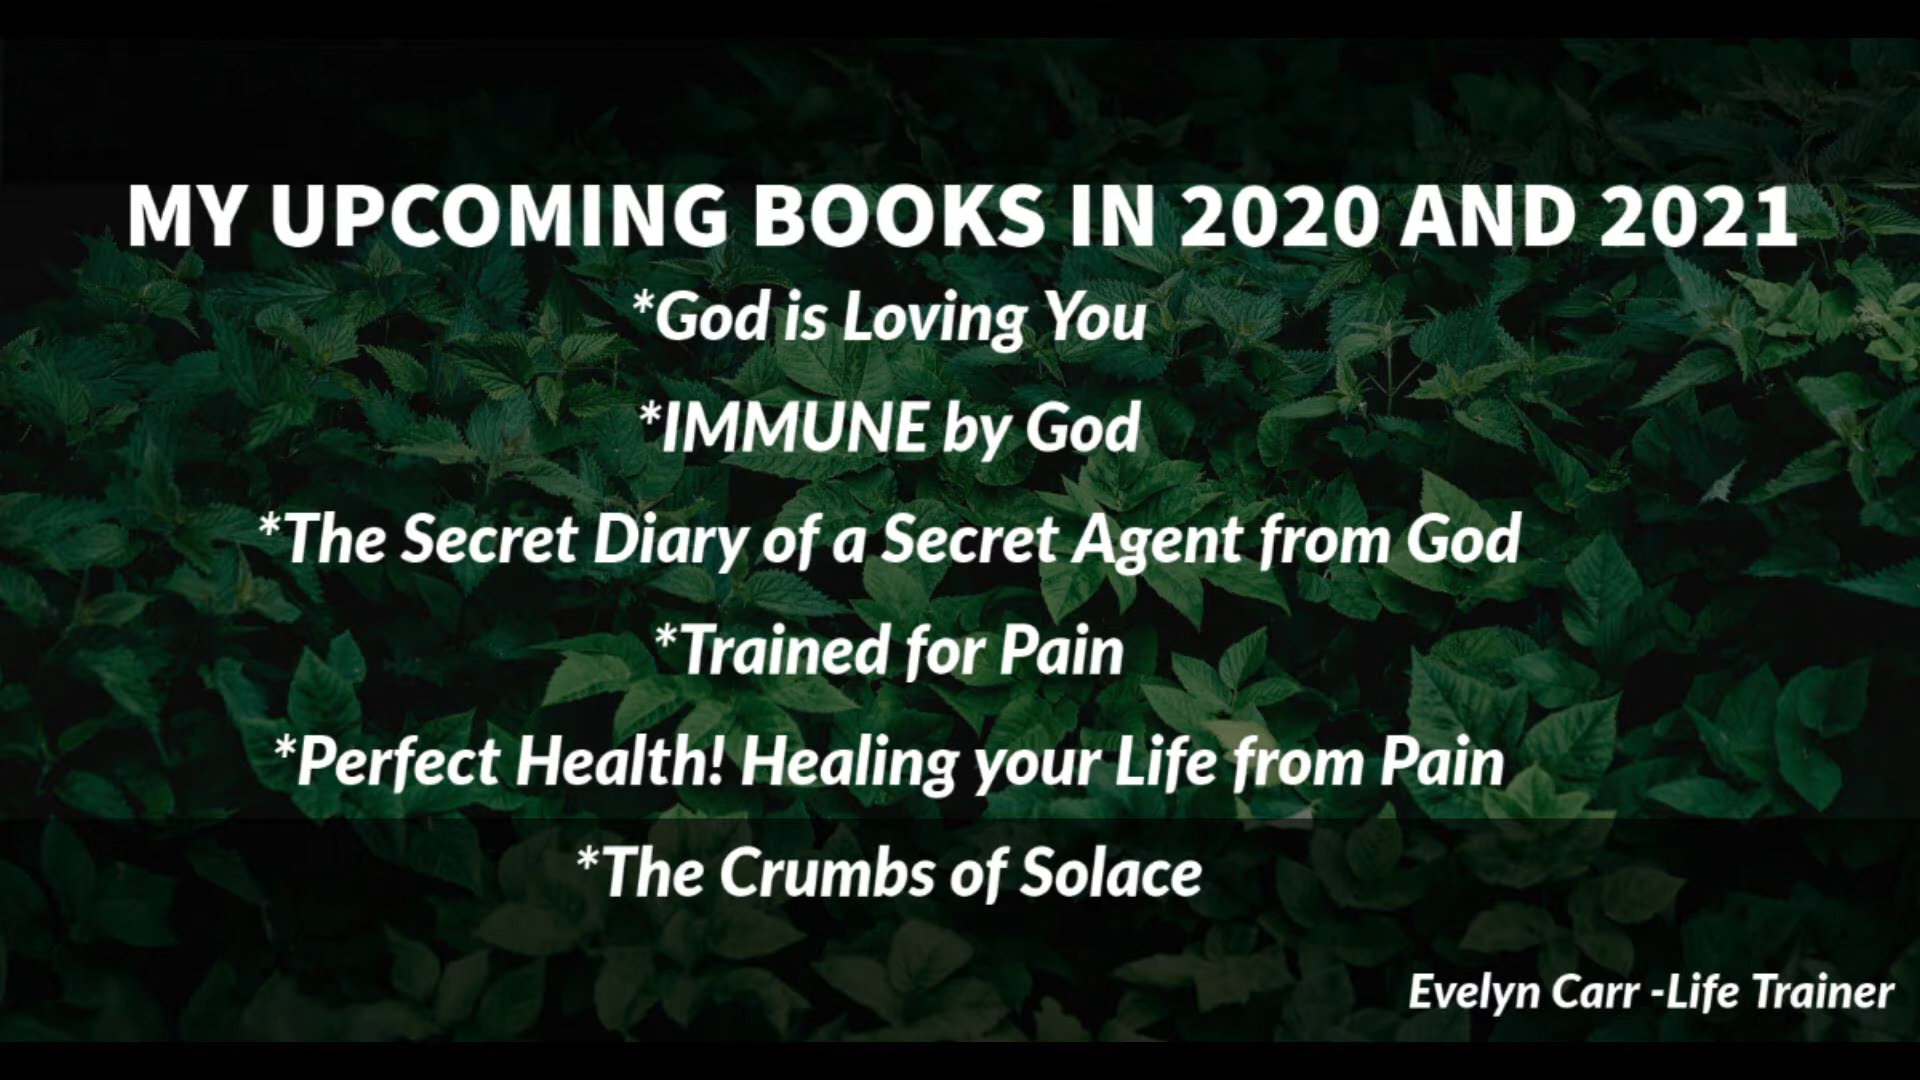 MY UPCOMING BOOKS IN 2020 AND 2021
*God is Loving You
*IMMUNE by God
*The Secret Diary of a Secret Agent from God
*Trained for Pain
*Perfect Health! Healing your Life from Pain
*The Crumbs of Solace
Evelyn Carr -Life Trainer